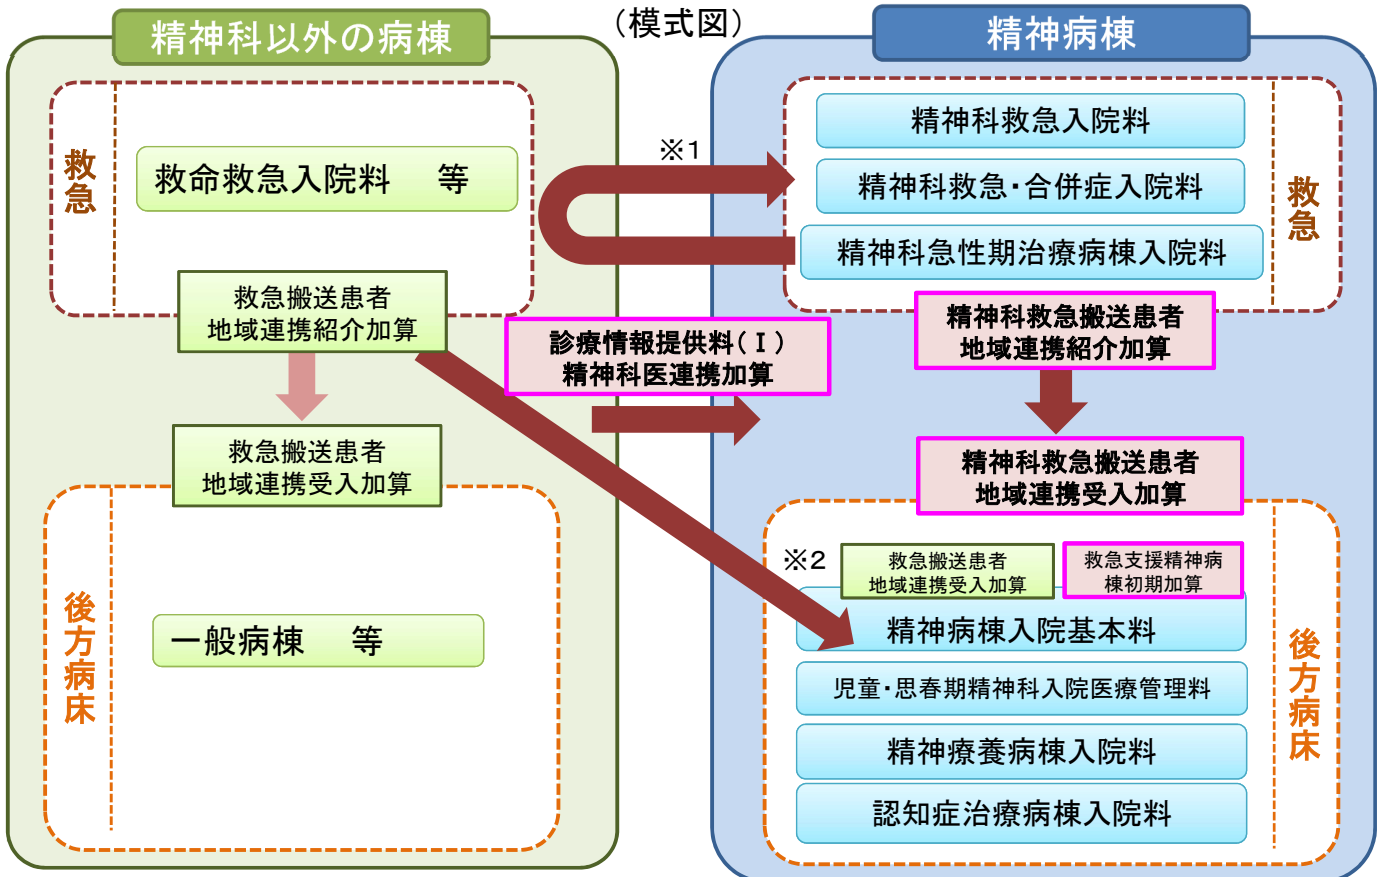 （模式図）
精神科以外の病棟
救急
救命救急入院料　等
救急搬送患者
地域連携紹介加算
救急搬送患者
地域連携受入加算
後方病床
一般病棟　等
※1
診療情報提供料(Ⅰ)
精神科医連携加算
精神病棟
精神科救急入院料
精神科救急・合併症入院料
精神科急性期治療病棟入院料
救急
精神科救急搬送患者
地域連携紹介加算
精神科救急搬送患者
地域連携受入加算
※2
救急搬送患者
地域連携受入加算
救急支援精神病
棟初期加算
精神病棟入院基本料
児童・思春期精神科入院医療管理料
精神療養病棟入院料
認知症治療病棟入院料
後方病床